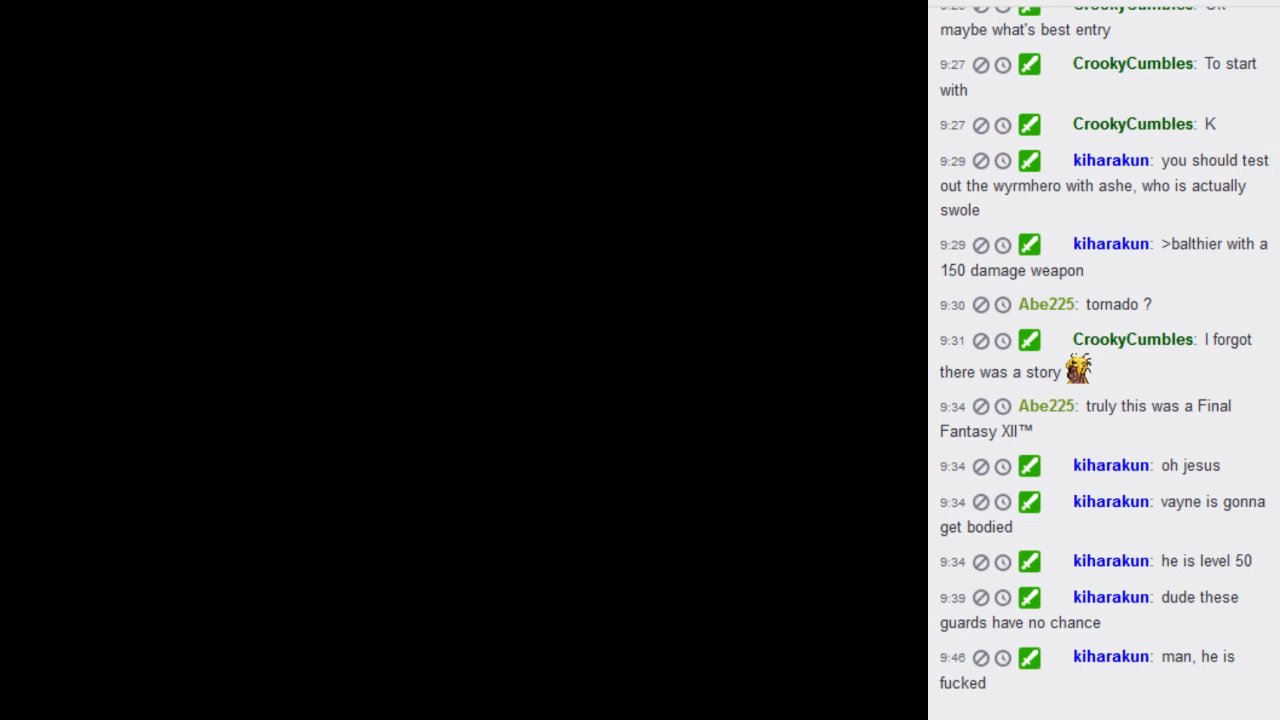 CrookyCumbles: Ok
maybe what's best entry
9:27 CrookyCumbles: To start
with
9:27 CrookyCumbles: K
9:29 kiharakun: you should test
out the wyrmhero with ashe, who is actually
swole
9:29 kiharakun: >balthier with a
150 damage weapon
9:30 Abe225: tornado ?
9:31 CrookyCumbles: I forgot
there was a story
9:34 Abe225: truly this was a Final
Fantasy XII™
9:34 kiharakun: oh jesus
9:34 kiharakun: vayne is gonna
get bodied
9:34 kiharakun: he is level 50
9:39 kiharakun: dude these
guards have no chance
9:46 kiharakun: man, he is
fucked